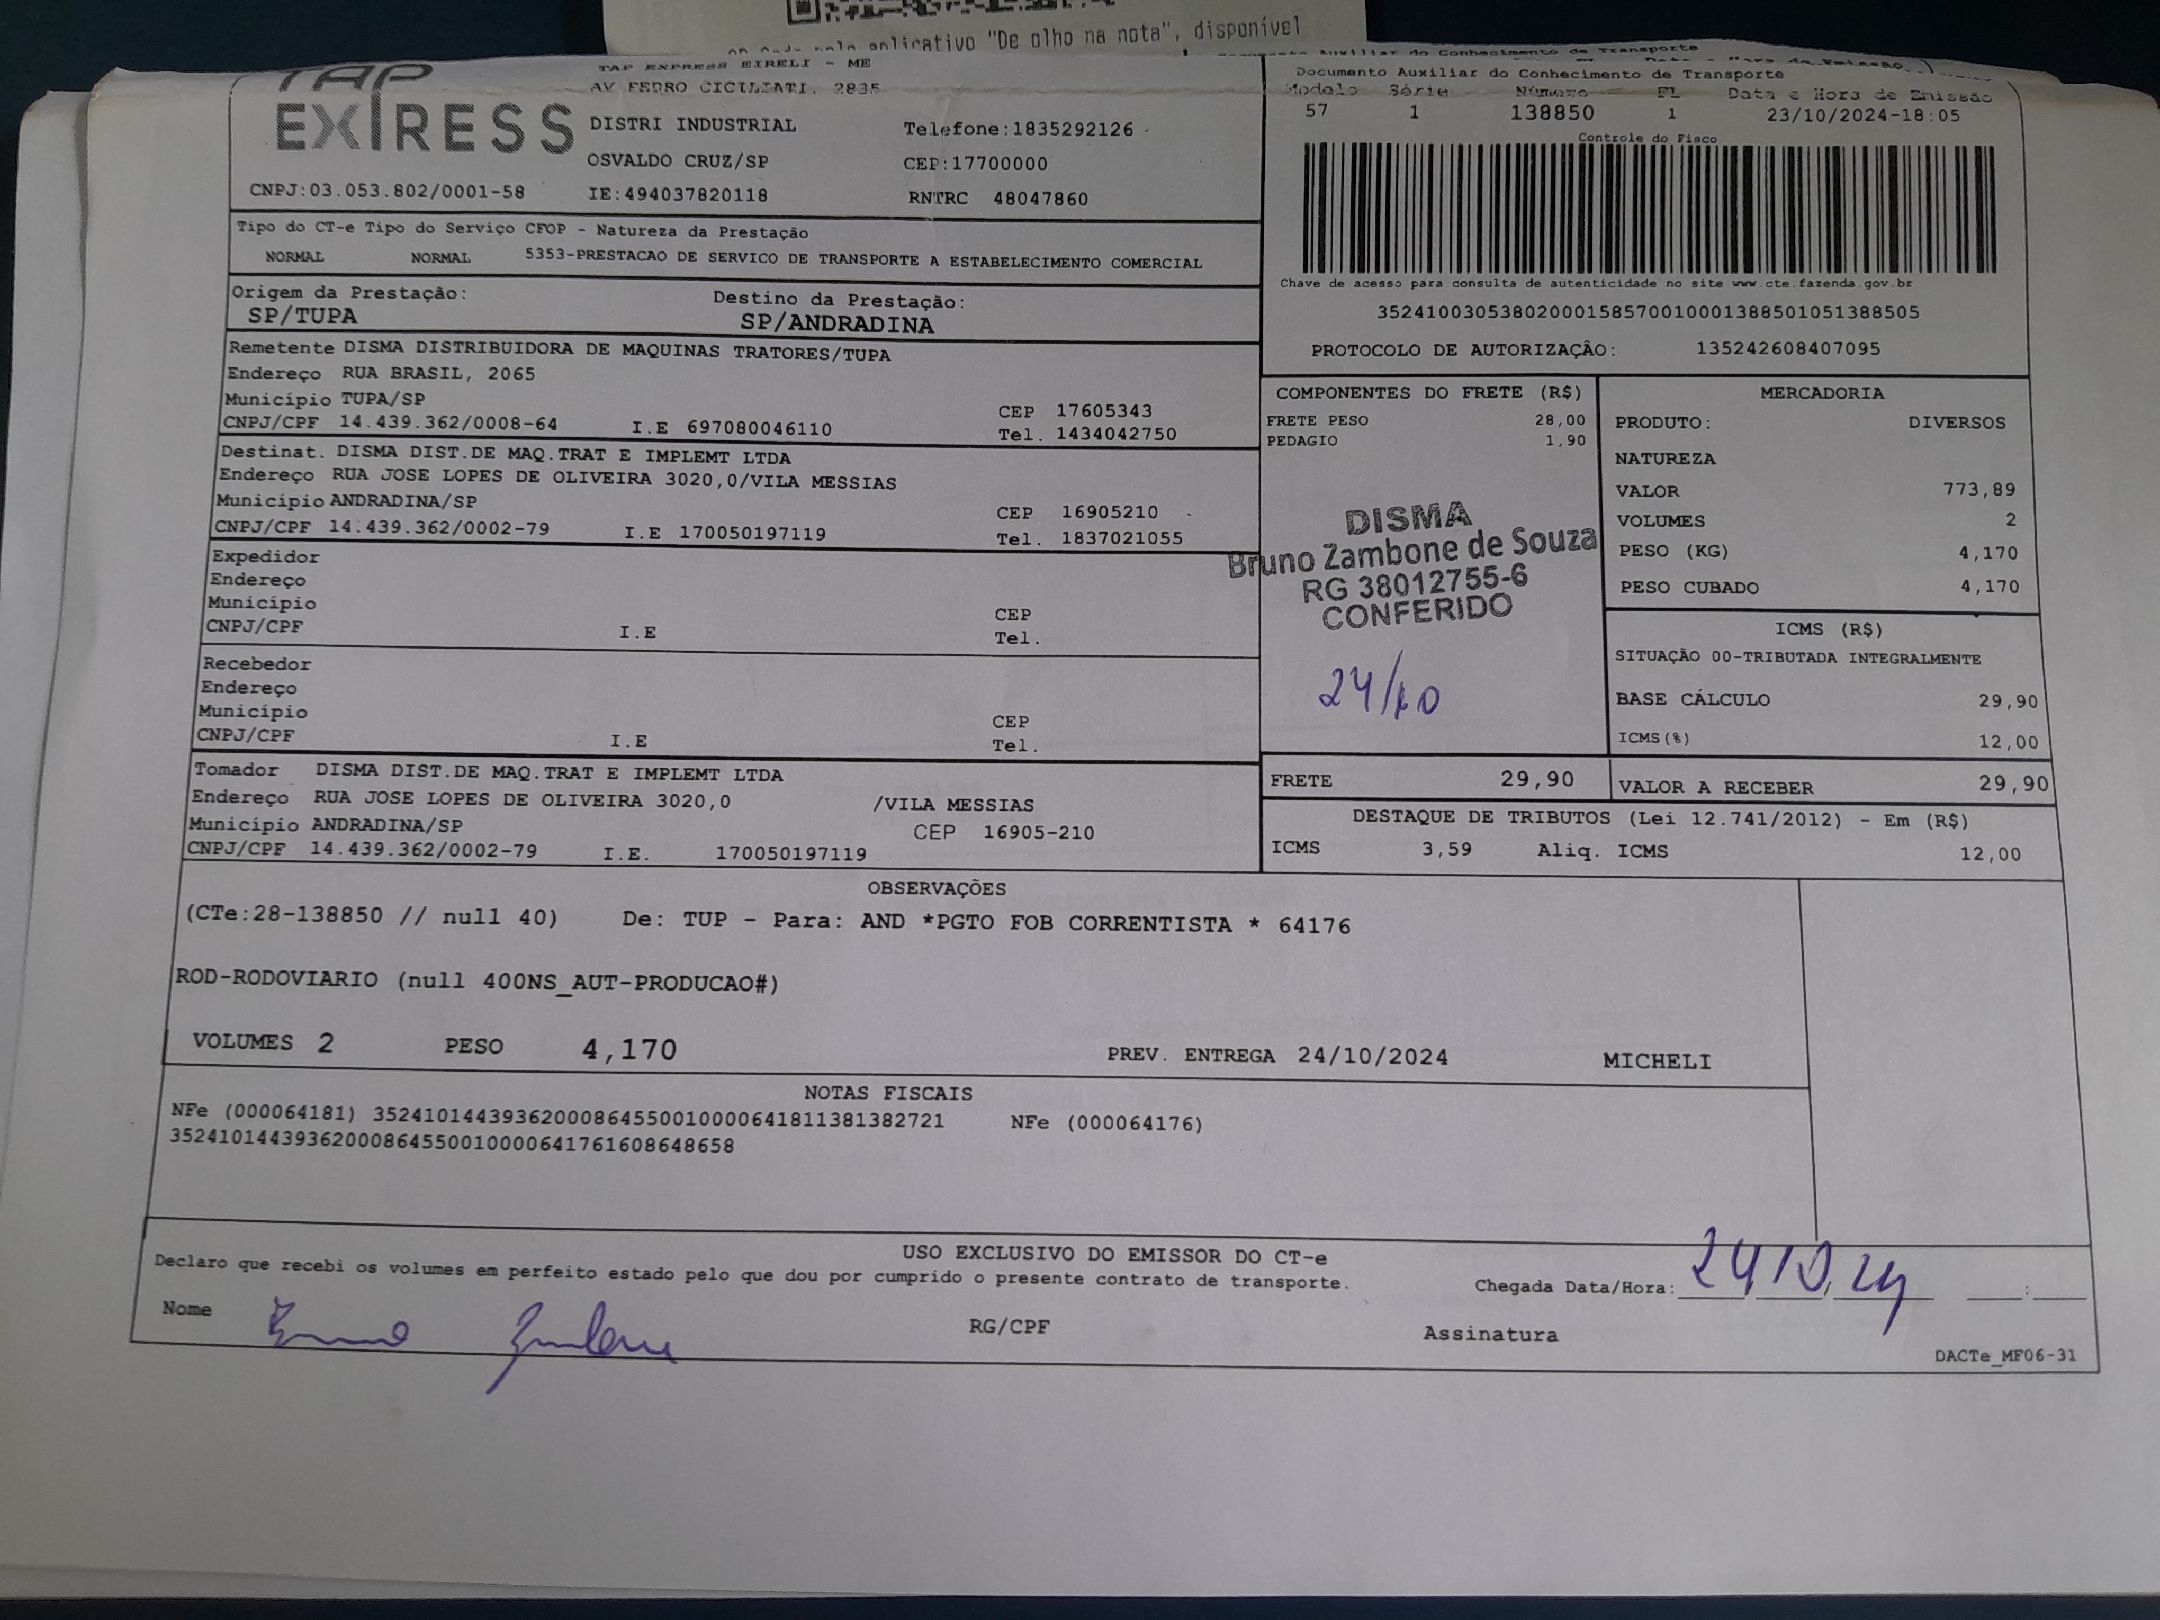 aplicativo "De olho na nota", disponível
TAP EXPRESS
TAP EXPRESS EIRELI - ME
AV PEDRO CICILIATI, 2835
DISTRI INDUSTRIAL Telefone:1835292126
OSVALDO CRUZ/SP CEP:17700000
CNPJ:03.053.802/0001-58 IE:494037820118 RNTRC 48047860
Documento Auxiliar do Conhecimento de Transporte
Documento Auxiliar do Conhecimento de Transporte
Modelo Série Número FL Data e Hora de Emissão
57 1 138850 1 23/10/2024-18:05
Controle do Fisco
Chave de acesso para consulta de autenticidade no site www.cte.fazenda.gov.br
35241003053802000158570010001388501051388505
PROTOCOLO DE AUTORIZAÇÃO: 135242608407095
Tipo do CT-e Tipo do Serviço CFOP - Natureza da Prestação
NORMAL NORMAL 5353-PRESTACAO DE SERVICO DE TRANSPORTE A ESTABELECIMENTO COMERCIAL
Origem da Prestação: Destino da Prestação:
SP/TUPA SP/ANDRADINA
Remetente DISMA DISTRIBUIDORA DE MAQUINAS TRATORES/TUPA
Endereço RUA BRASIL, 2065
Município TUPA/SP CEP 17605343
CNPJ/CPF 14.439.362/0008-64 I.E 697080046110 Tel. 1434042750
Destinat. DISMA DIST.DE MAQ.TRAT E IMPLEMT LTDA
Endereço RUA JOSE LOPES DE OLIVEIRA 3020,0/VILA MESSIAS
Município ANDRADINA/SP CEP 16905210
CNPJ/CPF 14.439.362/0002-79 I.E 170050197119 Tel. 1837021055
Expedidor
Endereço
Município CEP
CNPJ/CPF I.E Tel.
Recebedor
Endereço
Município CEP
CNPJ/CPF I.E Tel.
Tomador DISMA DIST.DE MAQ.TRAT E IMPLEMT LTDA
Endereço RUA JOSE LOPES DE OLIVEIRA 3020,0 /VILA MESSIAS
Município ANDRADINA/SP CEP 16905-210
CNPJ/CPF 14.439.362/0002-79 I.E. 170050197119
COMPONENTES DO FRETE (R$)
FRETE PESO 28,00
PEDAGIO 1,90
DISMA
Bruno Zambone de Souza
RG 38012755-6
CONFERIDO
24/10
MERCADORIA
PRODUTO: DIVERSOS
NATUREZA
VALOR 773,89
VOLUMES 2
PESO (KG) 4,170
PESO CUBADO 4,170
ICMS (R$)
SITUAÇÃO 00-TRIBUTADA INTEGRALMENTE
BASE CÁLCULO 29,90
ICMS(%) 12,00
FRETE 29,90 VALOR A RECEBER 29,90
DESTAQUE DE TRIBUTOS (Lei 12.741/2012) - Em (R$)
ICMS 3,59 Aliq. ICMS 12,00
OBSERVAÇÕES
(CTe:28-138850 // null 40) De: TUP - Para: AND *PGTO FOB CORRENTISTA * 64176
ROD-RODOVIARIO (null 400NS_AUT-PRODUCAO#)
VOLUMES 2 PESO 4,170 PREV. ENTREGA 24/10/2024 MICHELI
NOTAS FISCAIS
NFe (000064181) 35241014439362000864550010000641811381382721 NFe (000064176)
35241014439362000864550010000641761608648658
USO EXCLUSIVO DO EMISSOR DO CT-e
Declaro que recebi os volumes em perfeito estado pelo que dou por cumprido o presente contrato de transporte. Chegada Data/Hora: 24/10/24 :
Nome Bruno Zambone RG/CPF Assinatura
DACTe_MF06-31